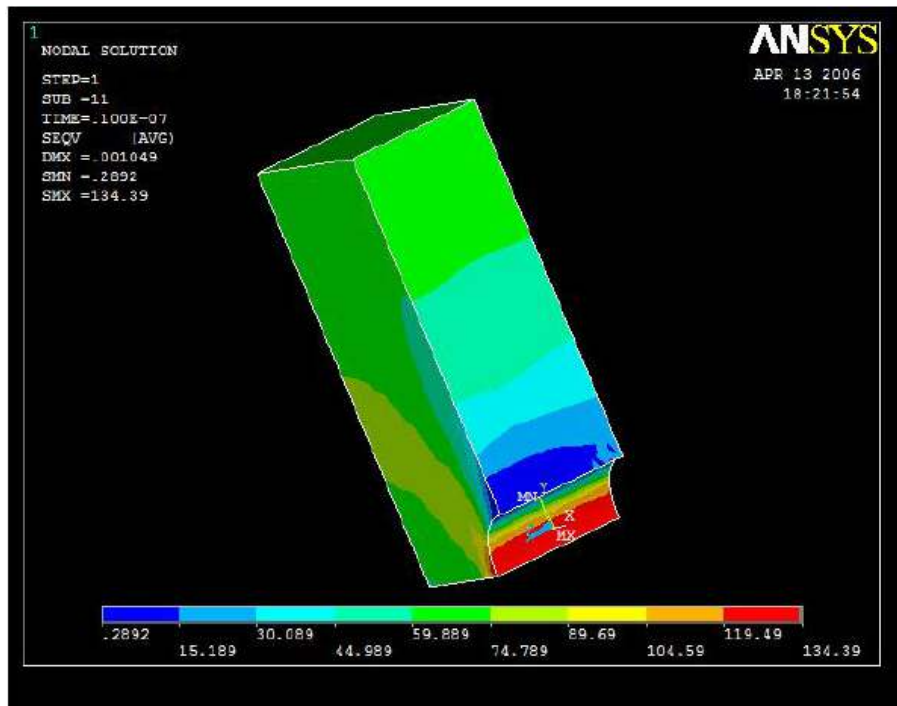 1
NODAL SOLUTION
STEP=1
SUB =11
TIME=.100E-07
SEQV (AVG)
DMX =.001049
SMN =.2892
SMX =134.39
ANSYS
APR 13 2006
18:21:54
MN
Y
X
MX
.2892 30.089 59.889 89.69 119.49
15.189 44.989 74.789 104.59 134.39